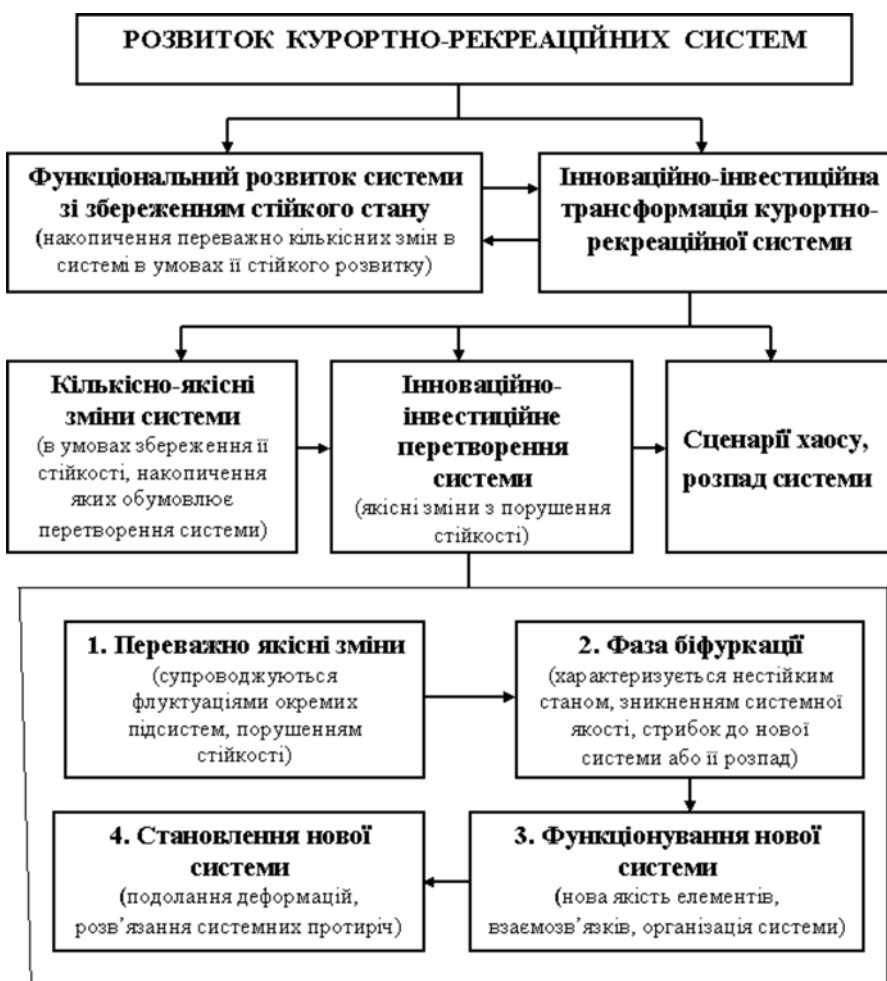 РОЗВИТОК КУРОРТНО-РЕКРЕАЦІЙНИХ СИСТЕМ
Функціональний розвиток системи
зі збереженням стійкого стану
(накопичення переважно кількісних змін в
системі в умовах її стійкого розвитку)
Інноваційно-інвестиційна
трансформація курортно-
рекреаційної системи
Кількісно-якісні
зміни системи
(в умовах збереження її
стійкості, накопичення
яких обумовлює
перетворення системи)
Інноваційно-
інвестиційне
перетворення
системи
(якісні зміни з порушення
стійкості)
Сценарії хаосу,
розпад системи
1. Переважно якісні зміни
(супроводжуються
флуктуаціями окремих
підсистем, порушенням
стійкості)
2. Фаза біфуркації
(характеризується нестійким
станом, зникненням системної
якості, стрибок до нової
системи або її розпад)
4. Становлення нової
системи
(подолання деформацій,
розв’язання системних протиріч)
3. Функціонування нової
системи
(нова якість елементів,
взаємозв’язків, організація системи)